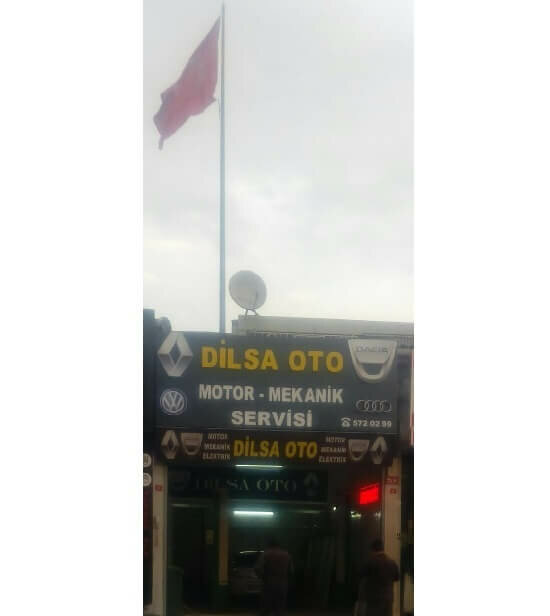 DİLSA OTO
DACIA
MOTOR - MEKANİK
SERVİSİ
572 02 99
MOTOR
MEKANİK
ELEKTRİK
DİLSA OTO
MOTOR
MEKANİK
ELEKTRİK
DİLSA OTO